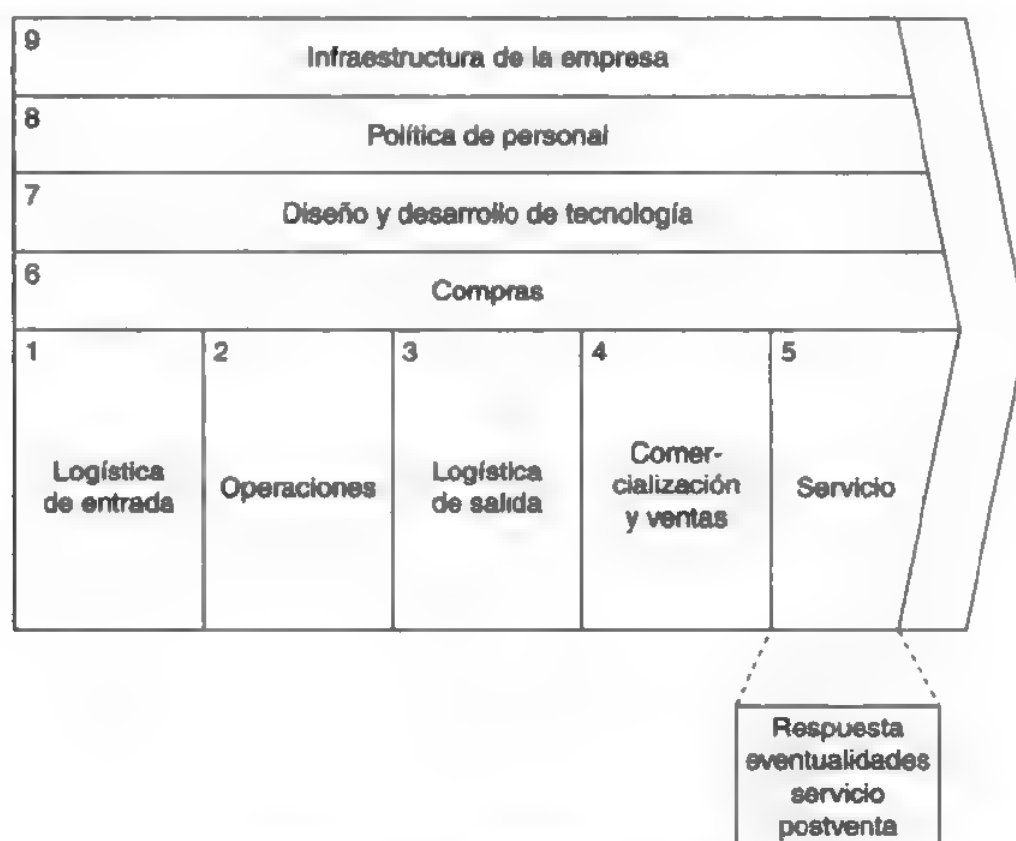 9
Infraestructura de la empresa
8
Política de personal
7
Diseño y desarrollo de tecnología
6
Compras
1
Logística
de entrada
2
Operaciones
3
Logística
de salida
4
Comer-
cialización
y ventas
5
Servicio
Respuesta
eventualidades
servicio
postventa